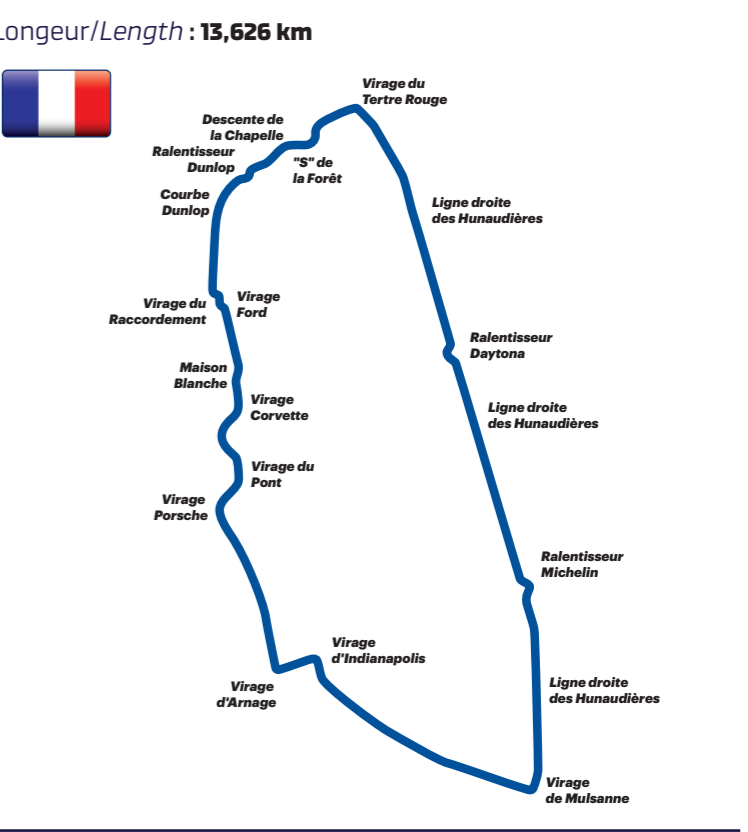 Longeur/Length : 13,626 km
Virage du
Tertre Rouge
Descente de
la Chapelle
Ralentisseur
Dunlop
"S" de
la Forêt
Courbe
Dunlop
Ligne droite
des Hunaudières
Virage du
Raccordement
Virage
Ford
Ralentisseur
Daytona
Maison
Blanche
Virage
Corvette
Ligne droite
des Hunaudières
Virage du
Pont
Virage
Porsche
Ralentisseur
Michelin
Virage
d'Indianapolis
Virage
d'Arnage
Ligne droite
des Hunaudières
Virage
de Mulsanne